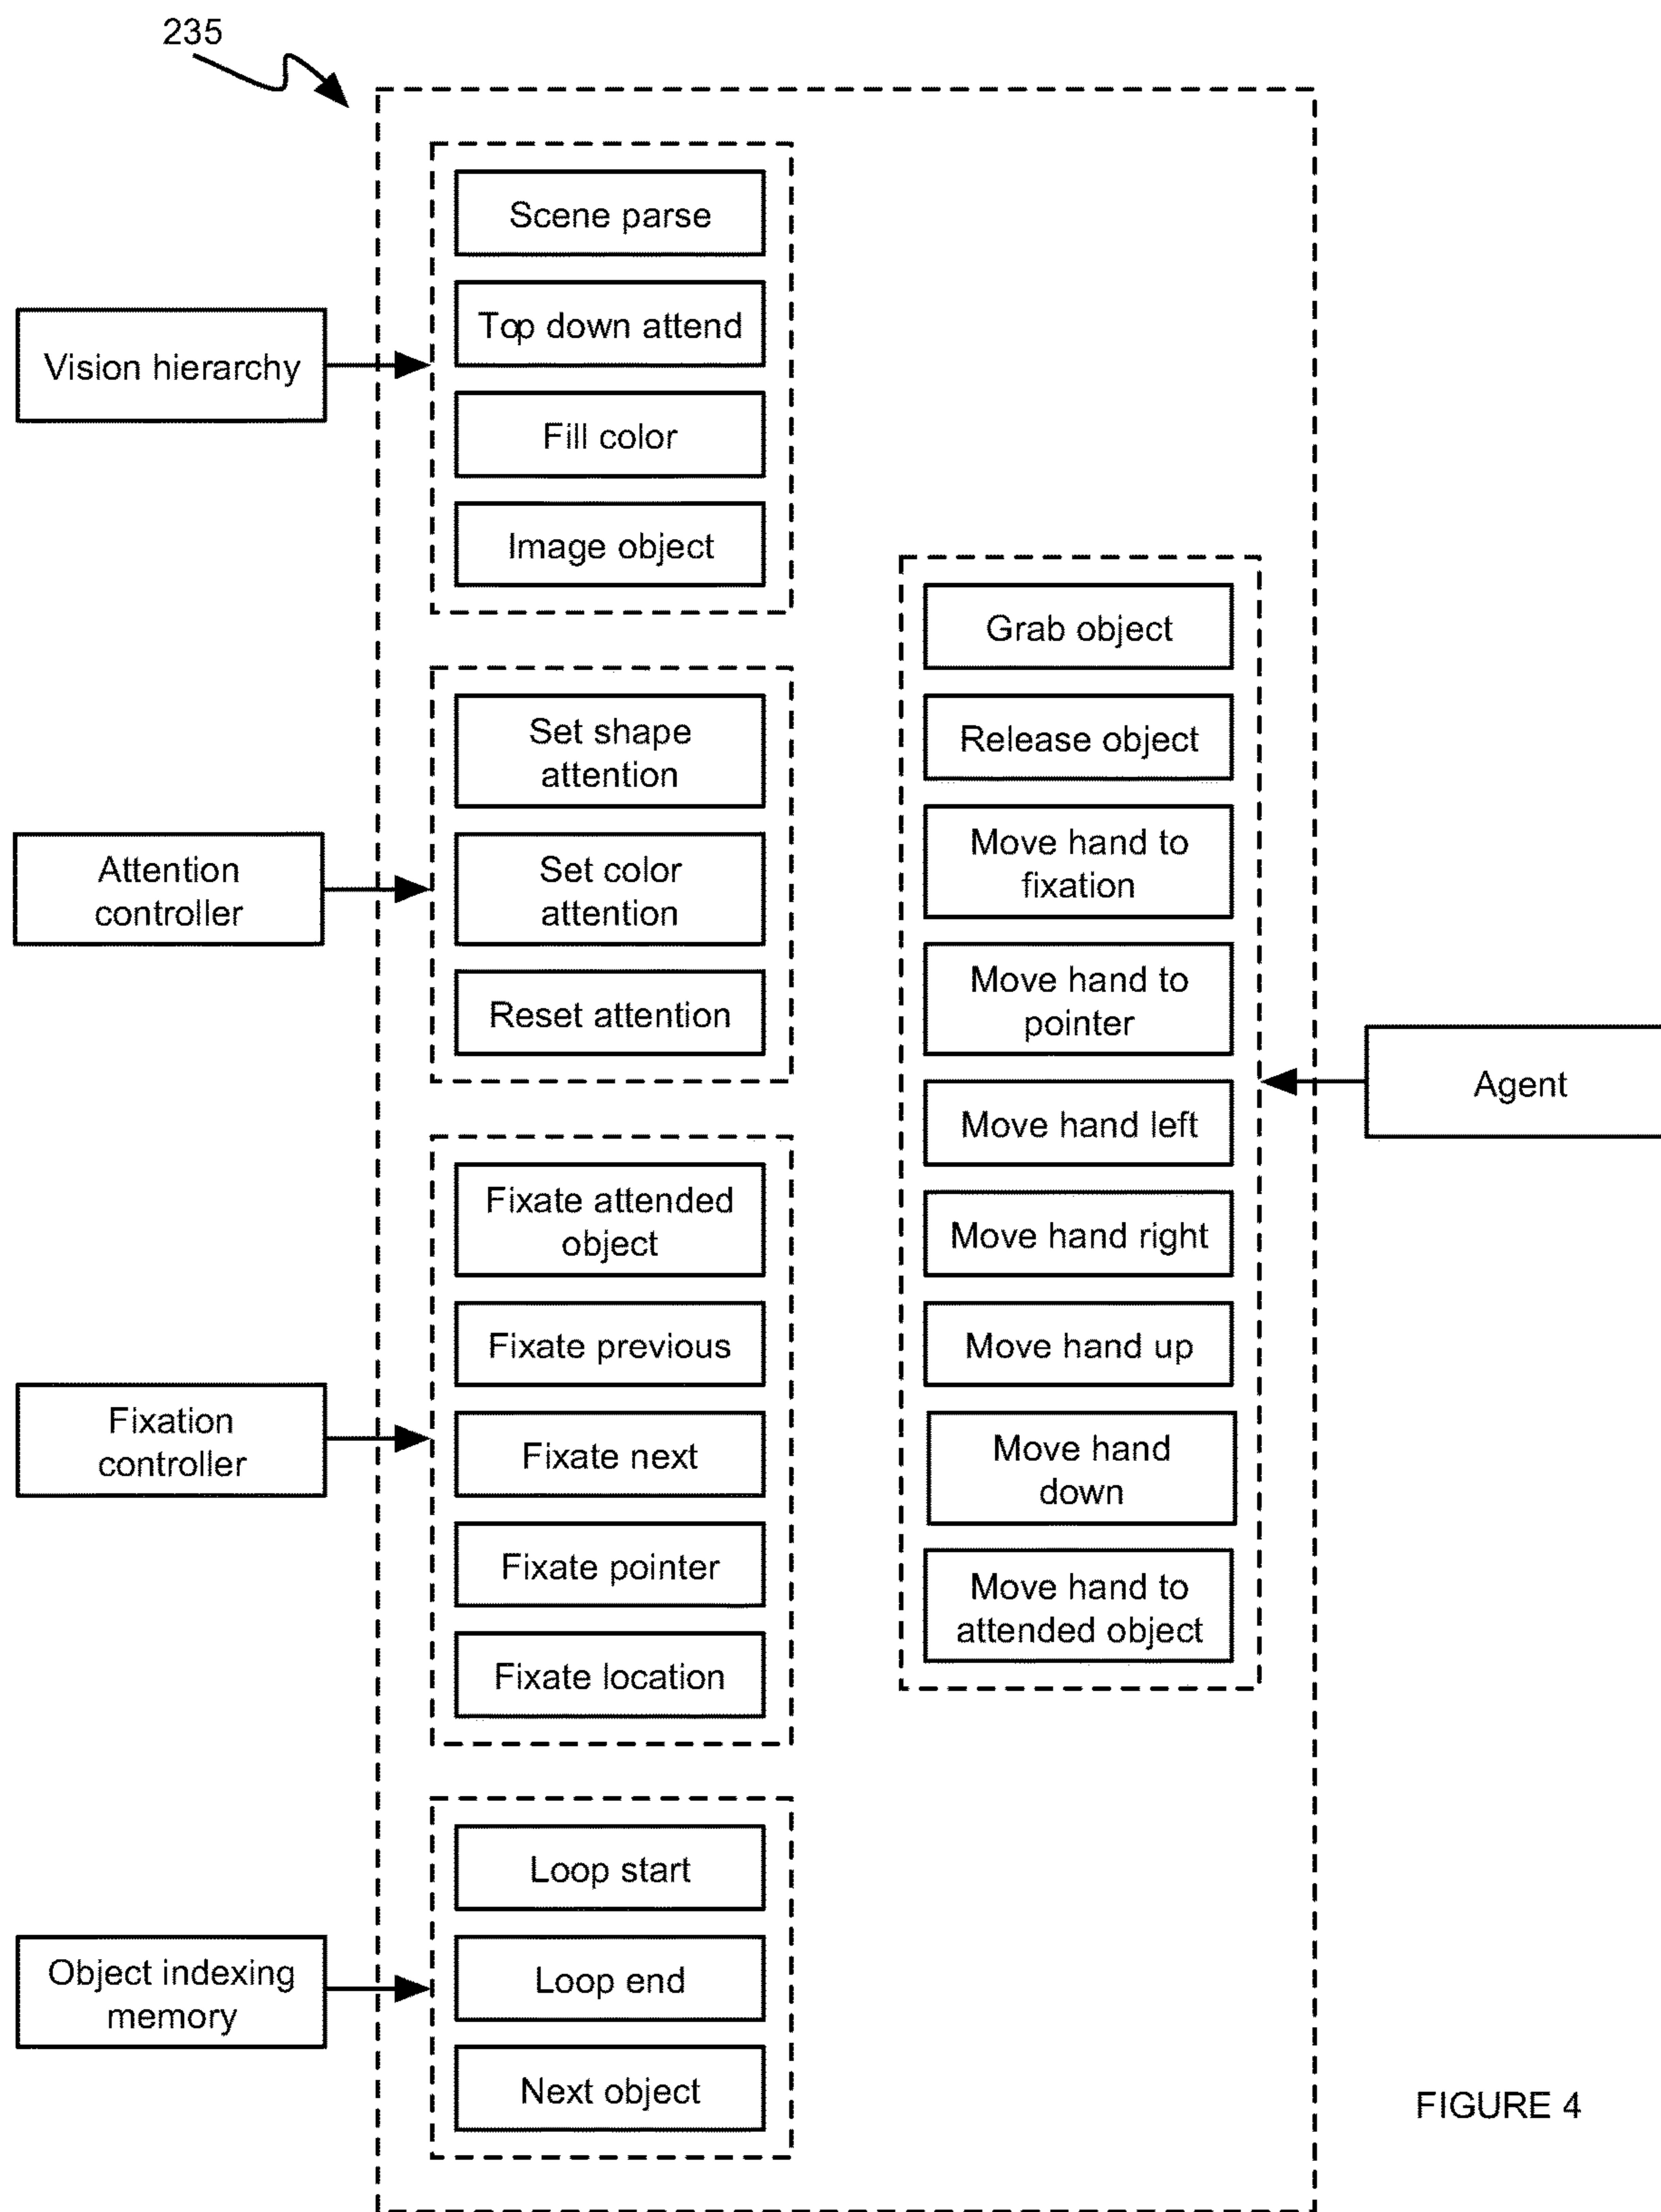 235
Vision hierarchy
Scene parse
Top down attend
Fill color
Image object
Attention
controller
Set shape
attention
Set color
attention
Reset attention
Fixation
controller
Fixate attended
object
Fixate previous
Fixate next
Fixate pointer
Fixate location
Object indexing
memory
Loop start
Loop end
Next object
Grab object
Release object
Move hand to
fixation
Move hand to
pointer
Move hand left
Move hand right
Move hand up
Move hand
down
Move hand to
attended object
Agent
FIGURE 4